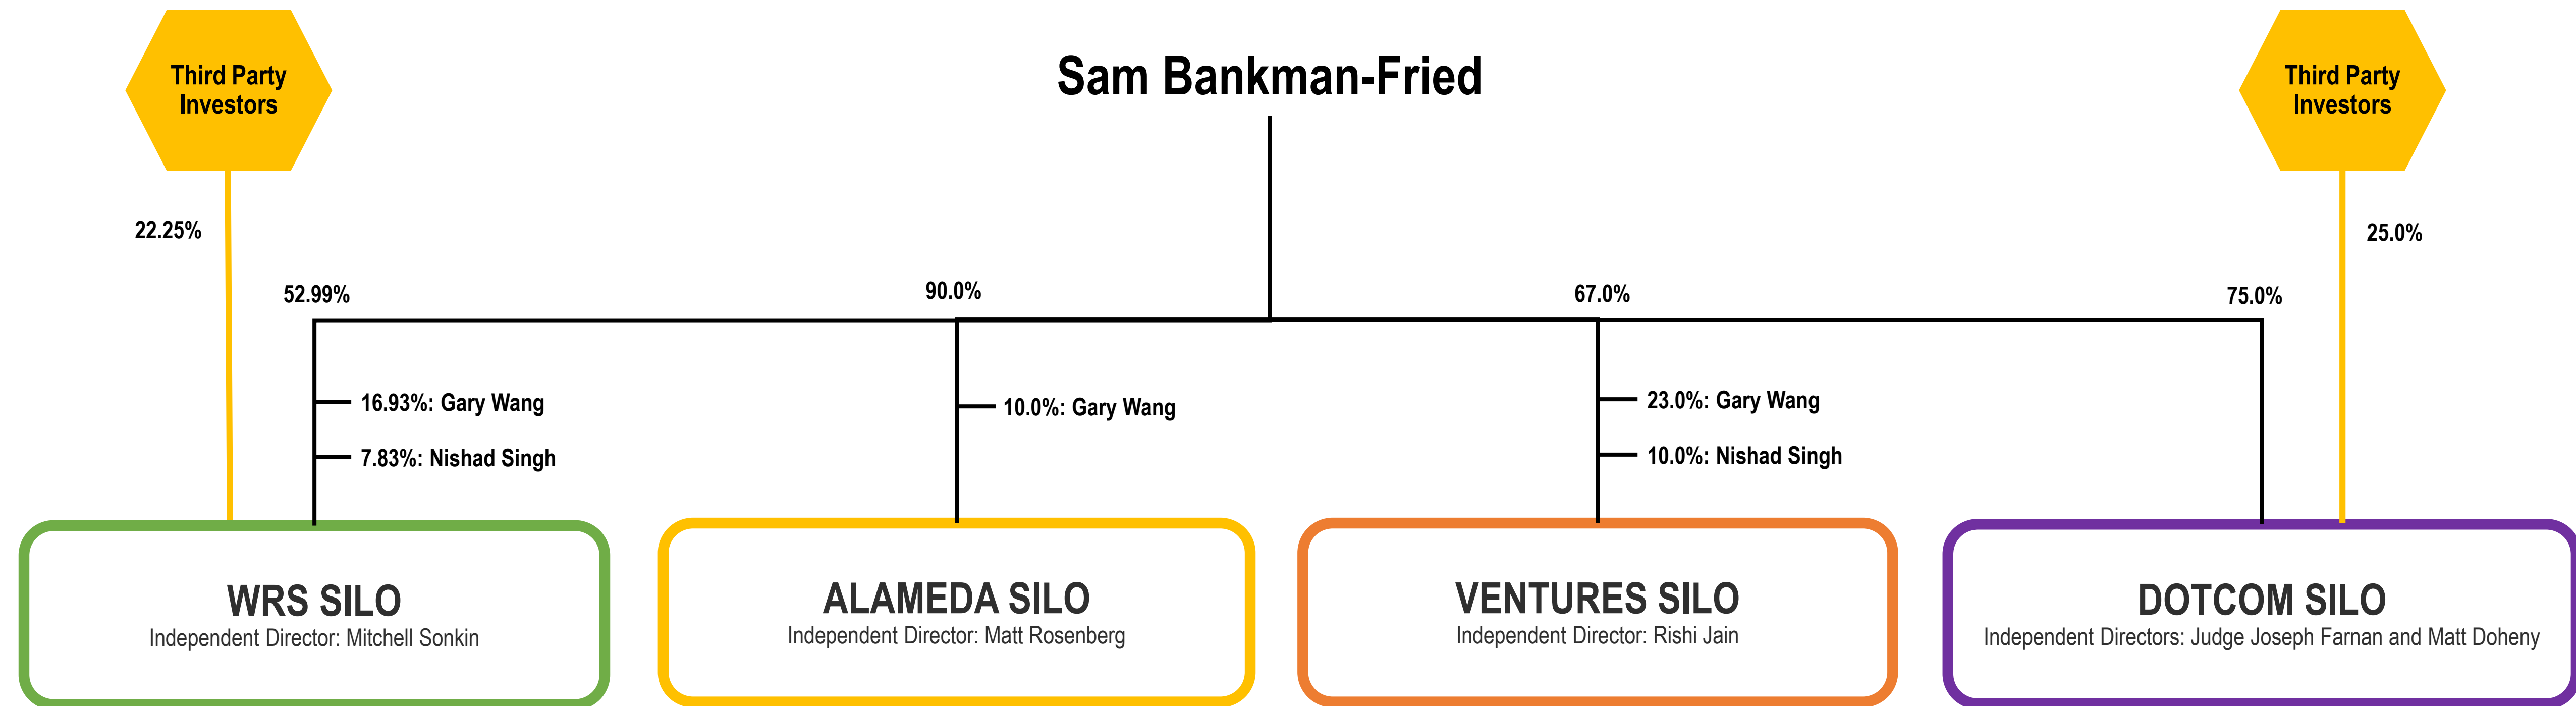 Third Party
Investors
Sam Bankman-Fried
Third Party
Investors
22.25%
25.0%
52.99%
90.0%
67.0%
75.0%
16.93%: Gary Wang
7.83%: Nishad Singh
10.0%: Gary Wang
23.0%: Gary Wang
10.0%: Nishad Singh
WRS SILO
Independent Director: Mitchell Sonkin
ALAMEDA SILO
Independent Director: Matt Rosenberg
VENTURES SILO
Independent Director: Rishi Jain
DOTCOM SILO
Independent Directors: Judge Joseph Farnan and Matt Doheny